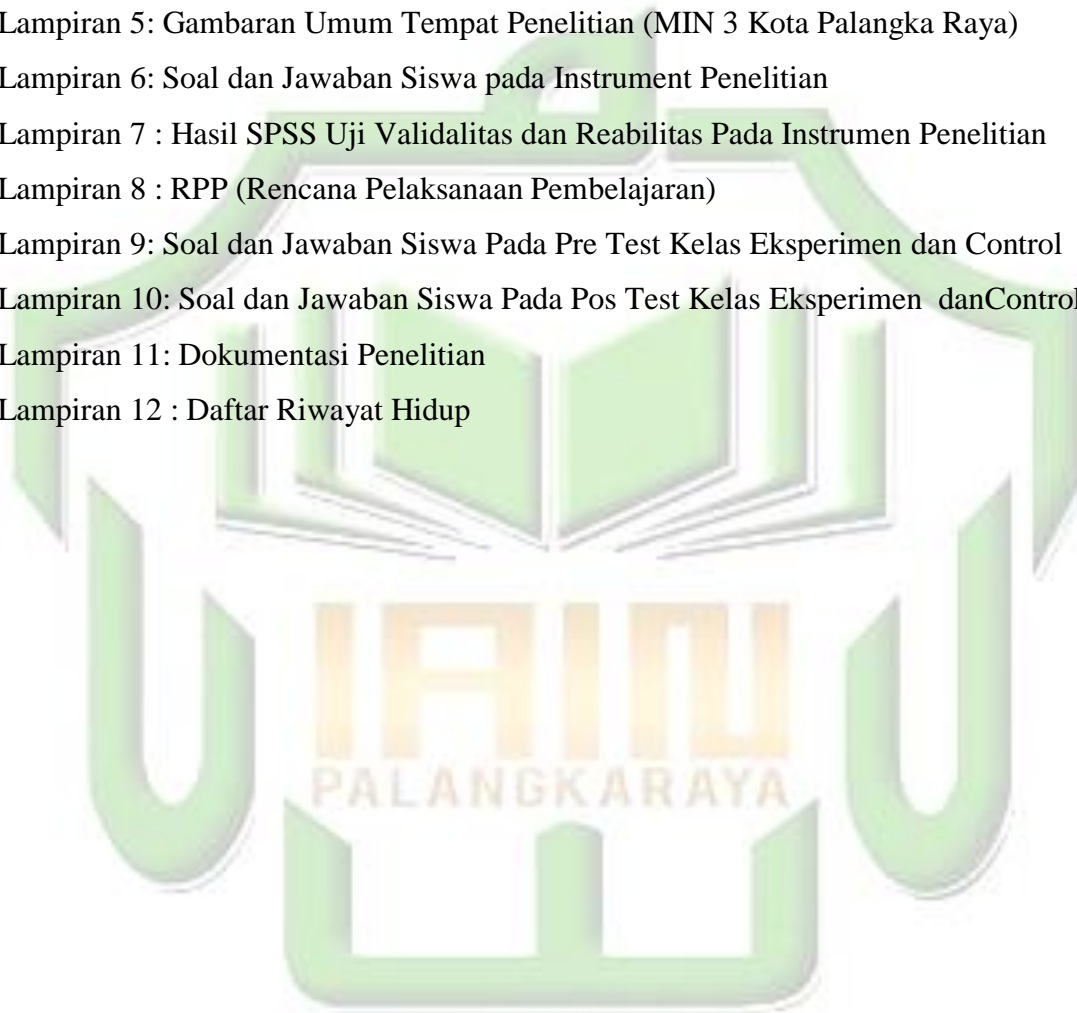 Lampiran 5: Gambaran Umum Tempat Penelitian (MIN 3 Kota Palangka Raya)
Lampiran 6: Soal dan Jawaban Siswa pada Instrument Penelitian
Lampiran 7 : Hasil SPSS Uji Validalitas dan Reabilitas Pada Instrumen Penelitian
Lampiran 8 : RPP (Rencana Pelaksanaan Pembelajaran)
Lampiran 9: Soal dan Jawaban Siswa Pada Pre Test Kelas Eksperimen dan Control
Lampiran 10: Soal dan Jawaban Siswa Pada Pos Test Kelas Eksperimen danControl
Lampiran 11: Dokumentasi Penelitian
Lampiran 12 : Daftar Riwayat Hidup
IAIN
PALANGKARAYA